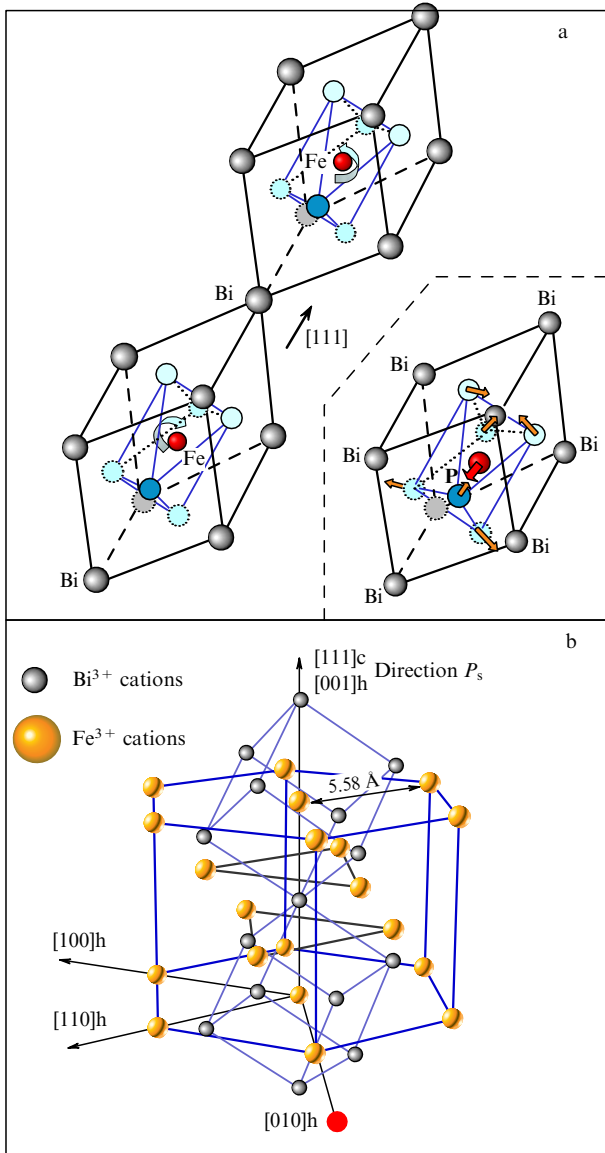 a
Fe
Bi
[111]
Bi
Bi
Fe
P
Bi
Bi
Bi
Bi
Bi
b
[111]c
[001]h
Direction Ps
Bi3+ cations
Fe3+ cations
5.58 Å
[100]h
[110]h
[010]h